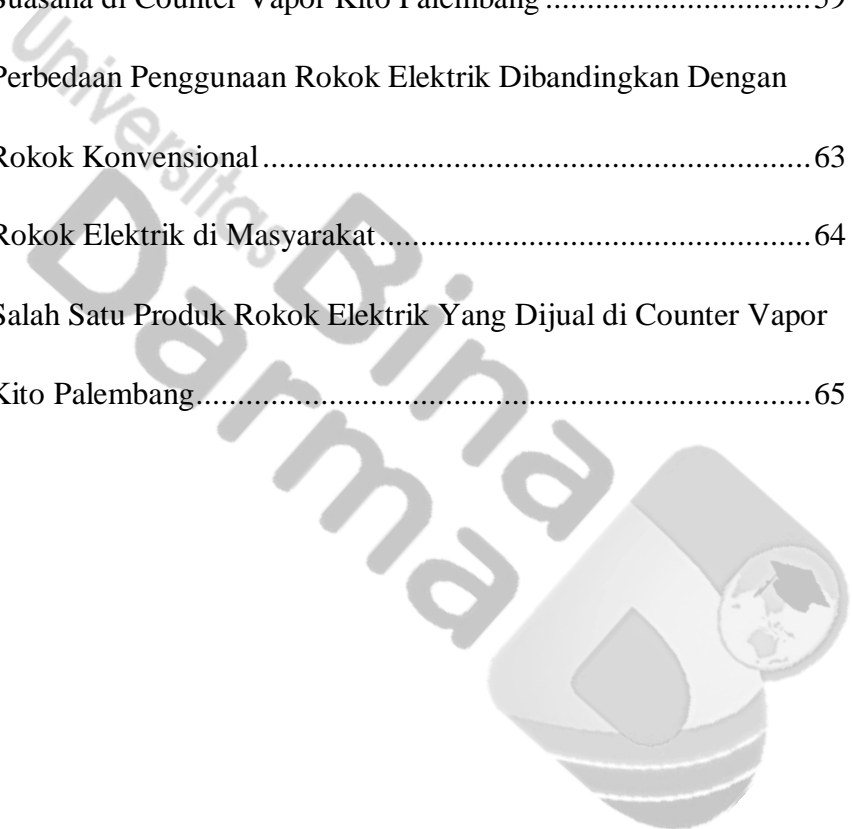 Suasana di Counter Vapor Kito Palembang............................59
Perbedaan Penggunaan Rokok Elektrik Dibandingkan Dengan
Rokok Konvensional..........................................................63
Rokok Elektrik di Masyarakat..............................................64
Salah Satu Produk Rokok Elektrik Yang Dijual di Counter Vapor
Kito Palembang.................................................................65
Universitas
Bina
Darma